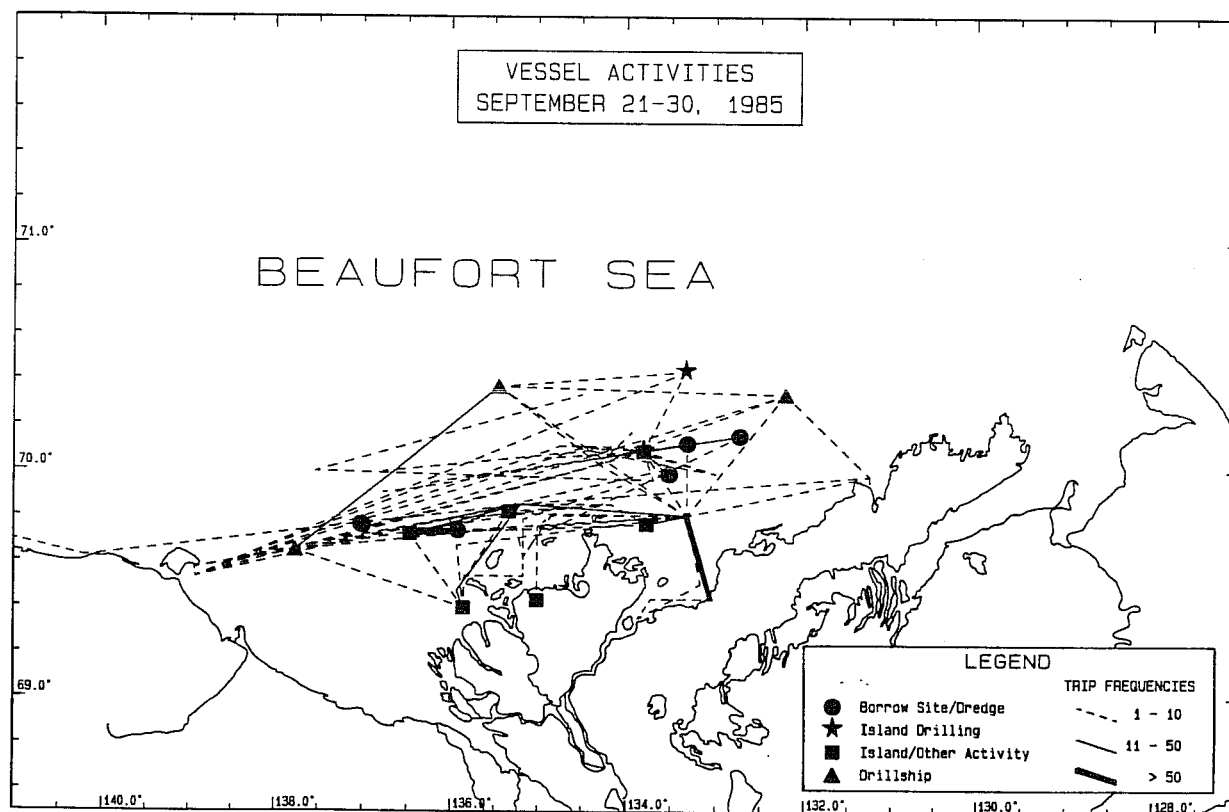 VESSEL ACTIVITIES
SEPTEMBER 21-30, 1985
71.0°
BEAUFORT SEA
70.0°
69.0°
LEGEND
TRIP FREQUENCIES
Borrow Site/Dredge
1 - 10
Island Drilling
Island/Other Activity
11 - 50
Drillship
> 50
140.0° 138.0° 136.0° 134.0° 132.0° 130.0° 128.0°